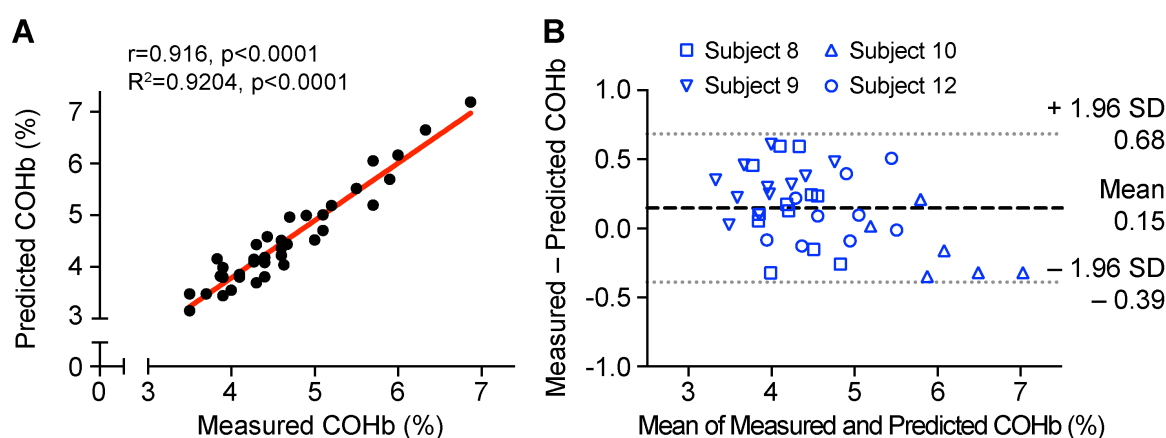 A
r=0.916, p<0.0001
R²=0.9204, p<0.0001
Predicted COHb (%)
7
6
5
4
3
0
0 3 4 5 6 7
Measured COHb (%)
B
Subject 8 Subject 10
Subject 9 Subject 12
Measured – Predicted COHb
1.0
0.5
0.0
-0.5
-1.0
+ 1.96 SD
0.68
Mean
0.15
– 1.96 SD
– 0.39
3 4 5 6 7
Mean of Measured and Predicted COHb (%)